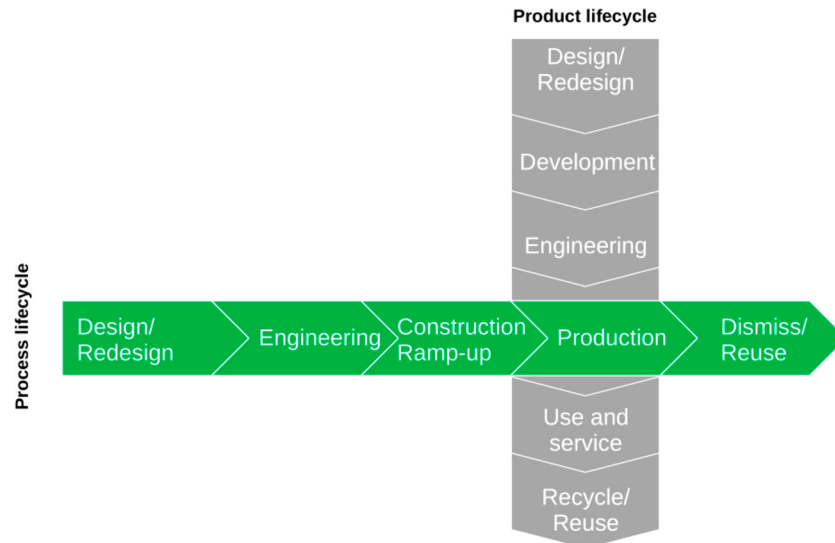 Product lifecycle
Design/
Redesign
Development
Engineering
Process lifecycle
Design/
Redesign
Engineering
Construction
Ramp-up
Production
Dismiss/
Reuse
Use and
service
Recycle/
Reuse